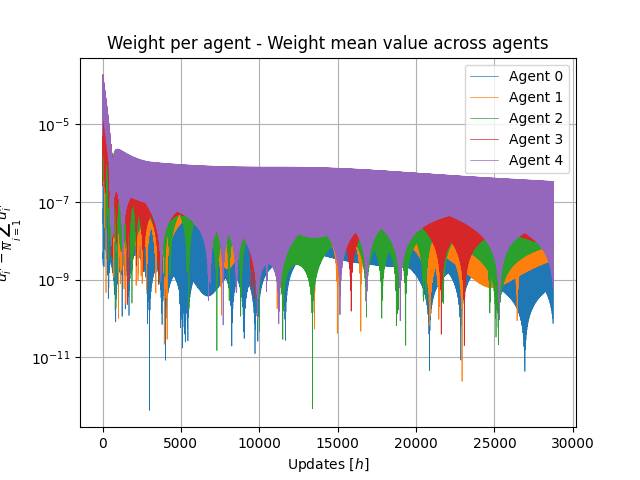 Weight per agent - Weight mean value across agents
Agent 0
Agent 1
Agent 2
Agent 3
Agent 4
10⁻⁵
10⁻⁷
10⁻⁹
10⁻¹¹
0
5000
10000
15000
20000
25000
30000
Updates [h]